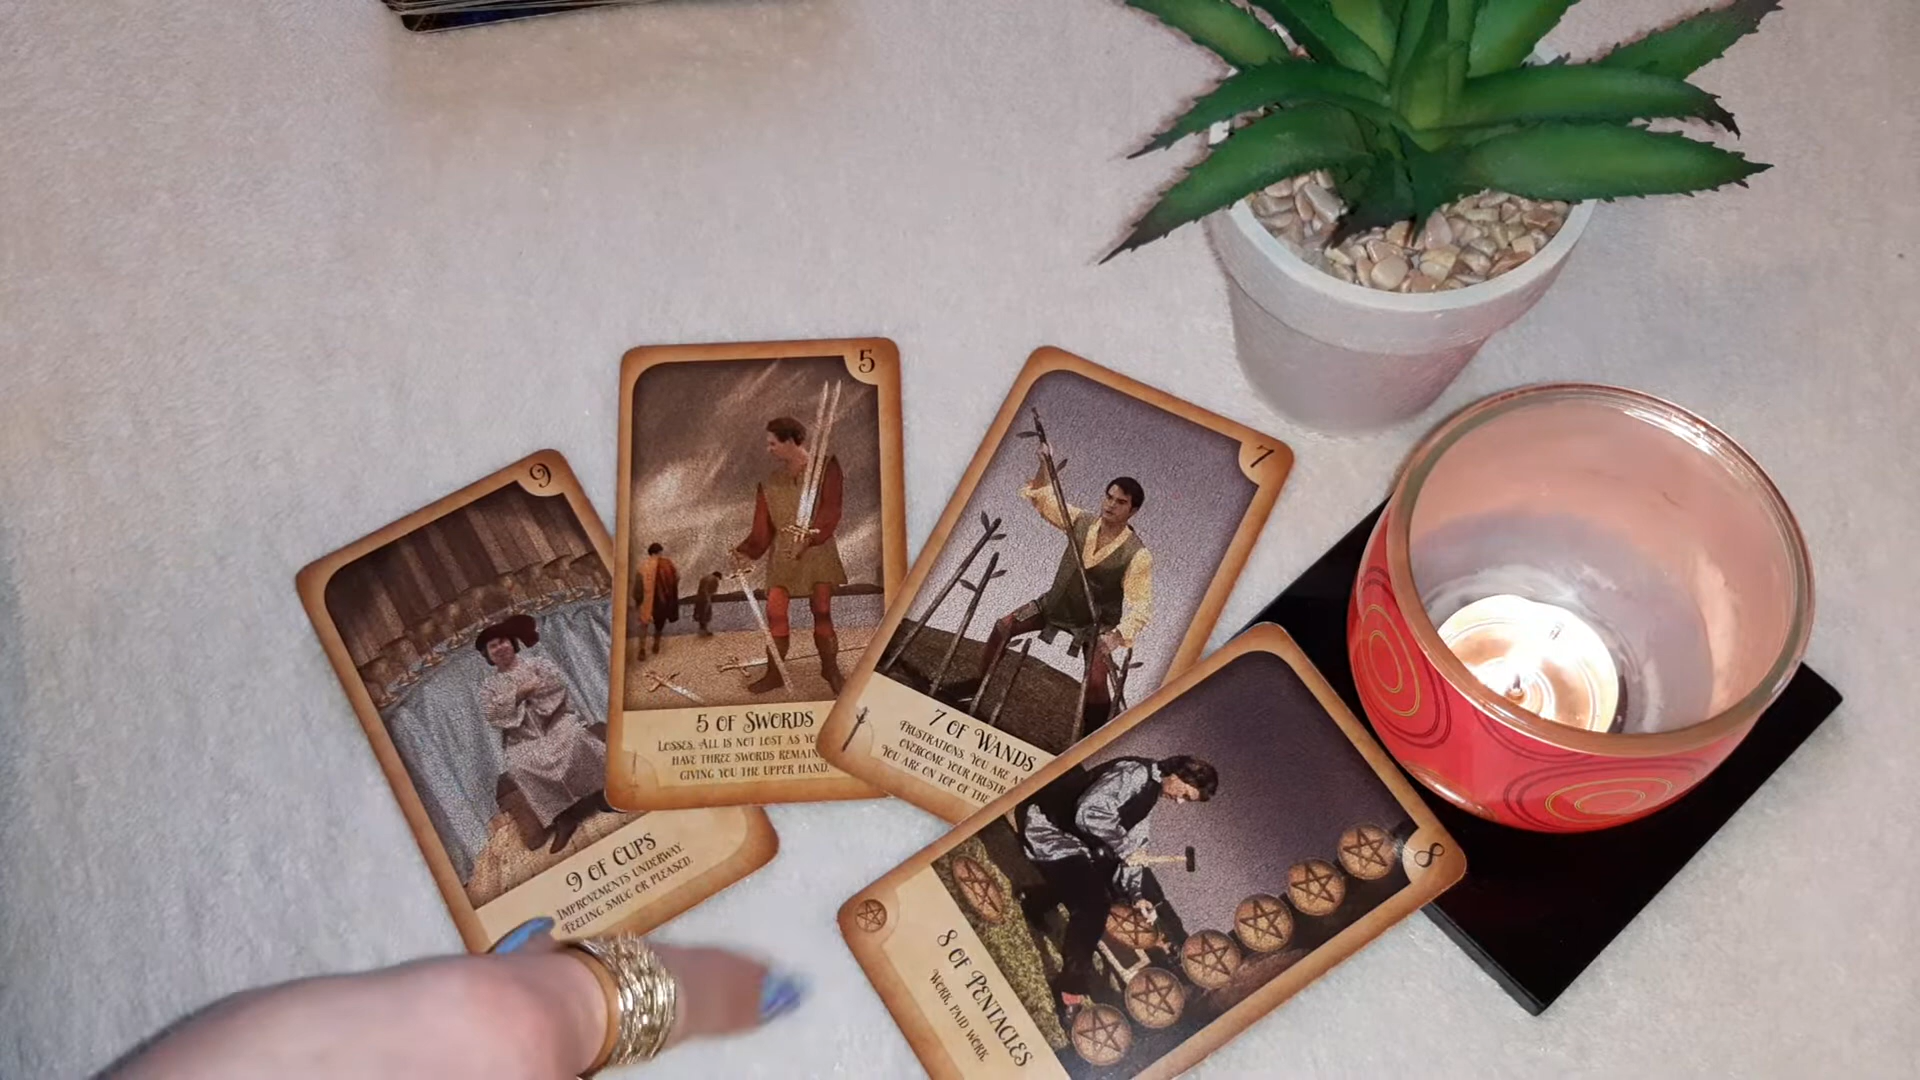 9
9 of Cups
Improvements underway.
Feeling smug or pleased.
5
5 of Swords
Losses. All is not lost as
have three swords
giving you the upper hand.
7
7 of Wands
Frustrations. You are
overcome your
You are on top of the
8
8 of Pentacles
Work, paid work.